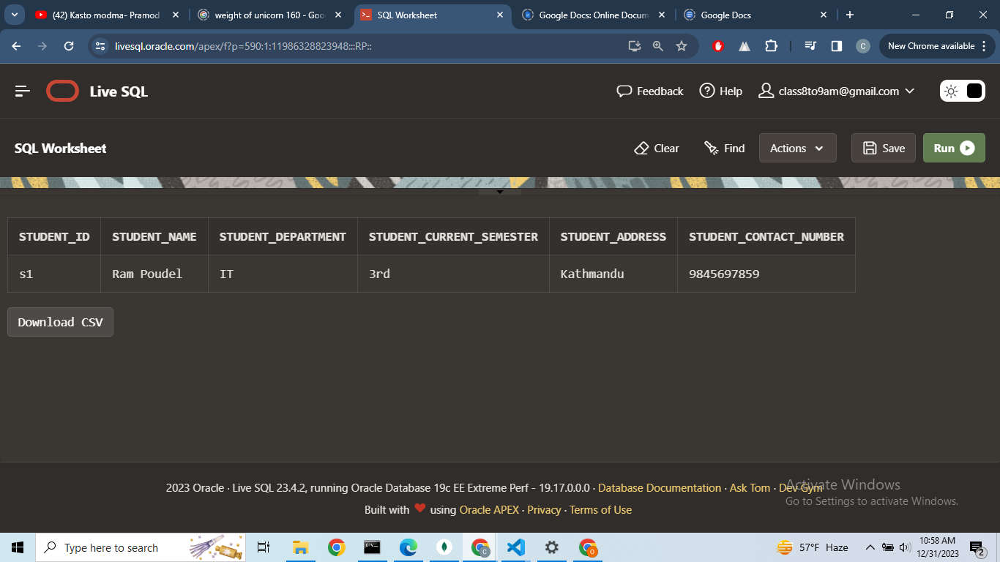 (42) Kasto modma- Pramod
weight of unicorn 160 - Goo
SQL Worksheet
Google Docs: Online Docum
Google Docs
livesql.oracle.com/apex/f?p=590:1:11986328823948:::RP::
C
New Chrome available
Live SQL
Feedback
Help
class8to9am@gmail.com
SQL Worksheet
Clear
Find
Actions
Save
Run
STUDENT_ID STUDENT_NAME STUDENT_DEPARTMENT STUDENT_CURRENT_SEMESTER STUDENT_ADDRESS STUDENT_CONTACT_NUMBER
s1 Ram Poudel IT 3rd Kathmandu 9845697859
Download CSV
2023 Oracle · Live SQL 23.4.2, running Oracle Database 19c EE Extreme Perf - 19.17.0.0.0 · Database Documentation · Ask Tom · Dev Gym
Built with ❤ using Oracle APEX · Privacy · Terms of Use
Activate Windows
Go to Settings to activate Windows.
Type here to search
57°F Haze
10:58 AM
12/31/2023
2